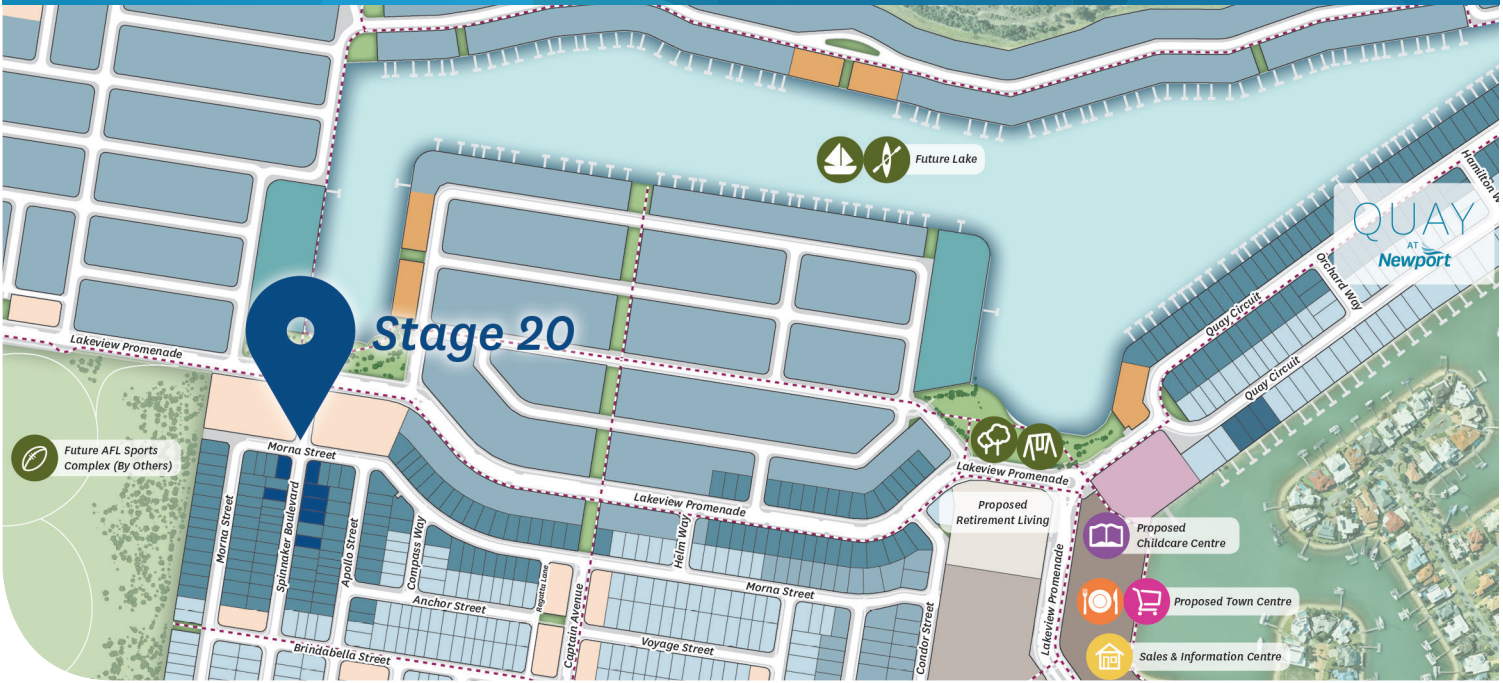 Future Lake
Hamilton W
QUAY
AT
Newport
Orchard Way
Quay Circuit
Quay Circuit
Stage 20
Lakeview Promenade
Future AFL Sports
Complex (By Others)
Morna Street
Morna Street
Spinnaker Boulevard
Apollo Street
Compass Way
Anchor Street
Regatta Lane
Captain Avenue
Brindabella Street
Lakeview Promenade
Helm Way
Morna Street
Voyage Street
Condor Street
Lakeview Promenade
Proposed
Retirement Living
Lakeview Promenade
Proposed
Childcare Centre
Proposed Town Centre
Sales & Information Centre